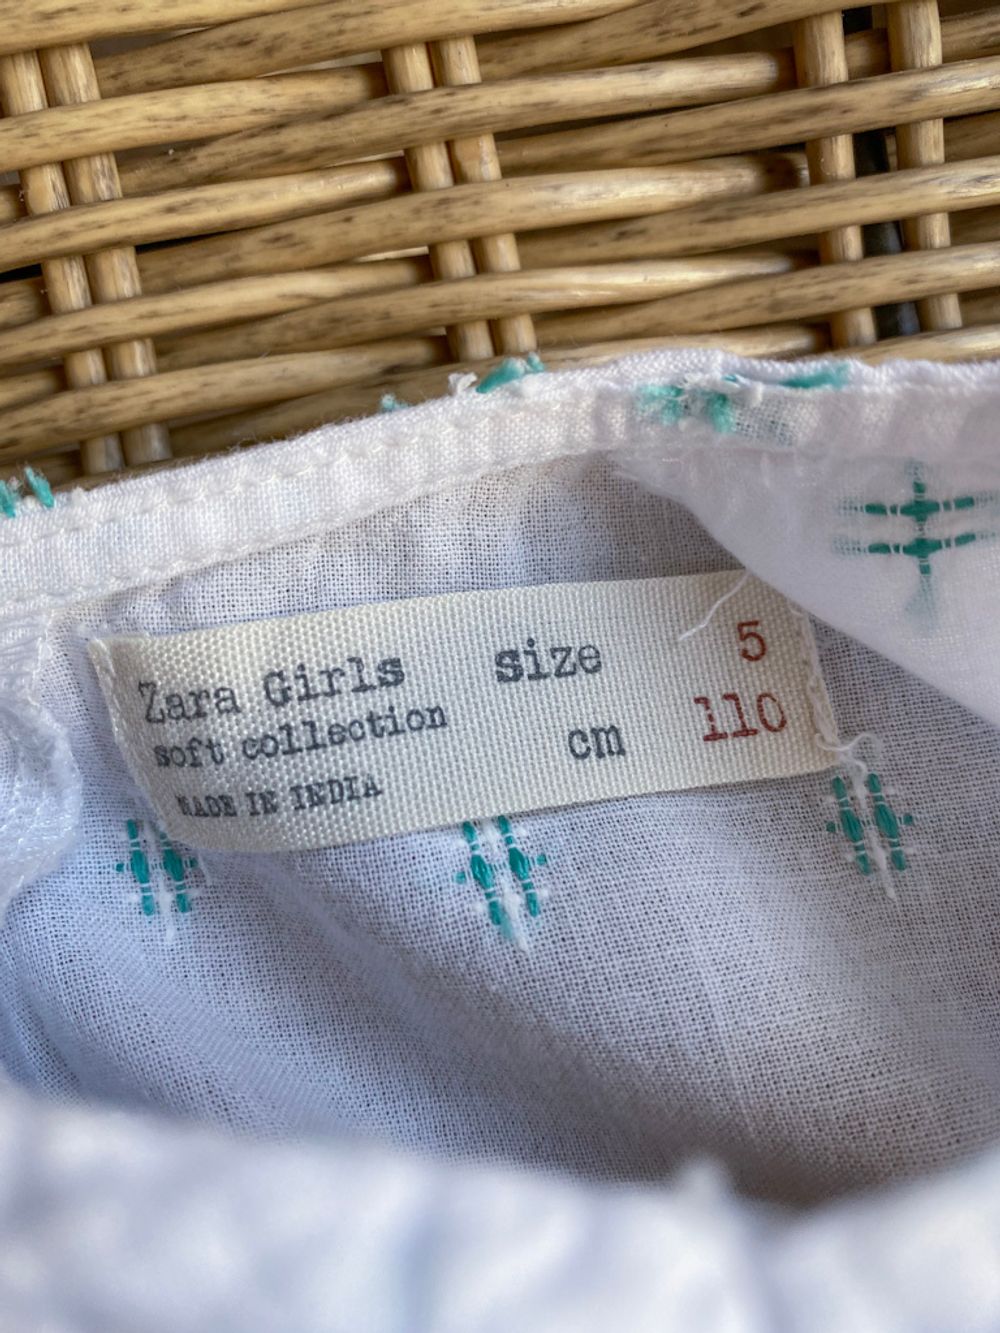 Zara Girls size 5
soft collection cm 110
MADE IN INDIA